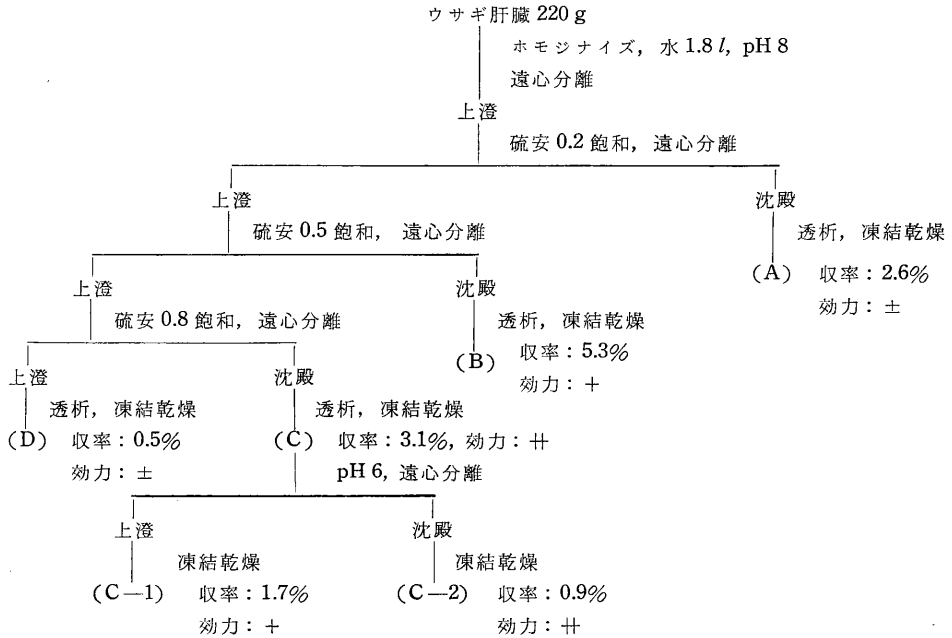 ウサギ肝臓 220 g
ホモジナイズ, 水 1.8 l, pH 8
遠心分離
上澄
硫安 0.2 飽和, 遠心分離
上澄
沈殿
硫安 0.5 飽和, 遠心分離
透析, 凍結乾燥
(A) 収率 : 2.6%
効力 : ±
上澄
沈殿
硫安 0.8 飽和, 遠心分離
透析, 凍結乾燥
(B) 収率 : 5.3%
効力 : +
上澄
沈殿
透析, 凍結乾燥
透析, 凍結乾燥
(D) 収率 : 0.5%
(C) 収率 : 3.1%, 効力 : ⧺
効力 : ±
pH 6, 遠心分離
上澄
沈殿
凍結乾燥
凍結乾燥
(C—1) 収率 : 1.7%
(C—2) 収率 : 0.9%
効力 : +
効力 : ⧺